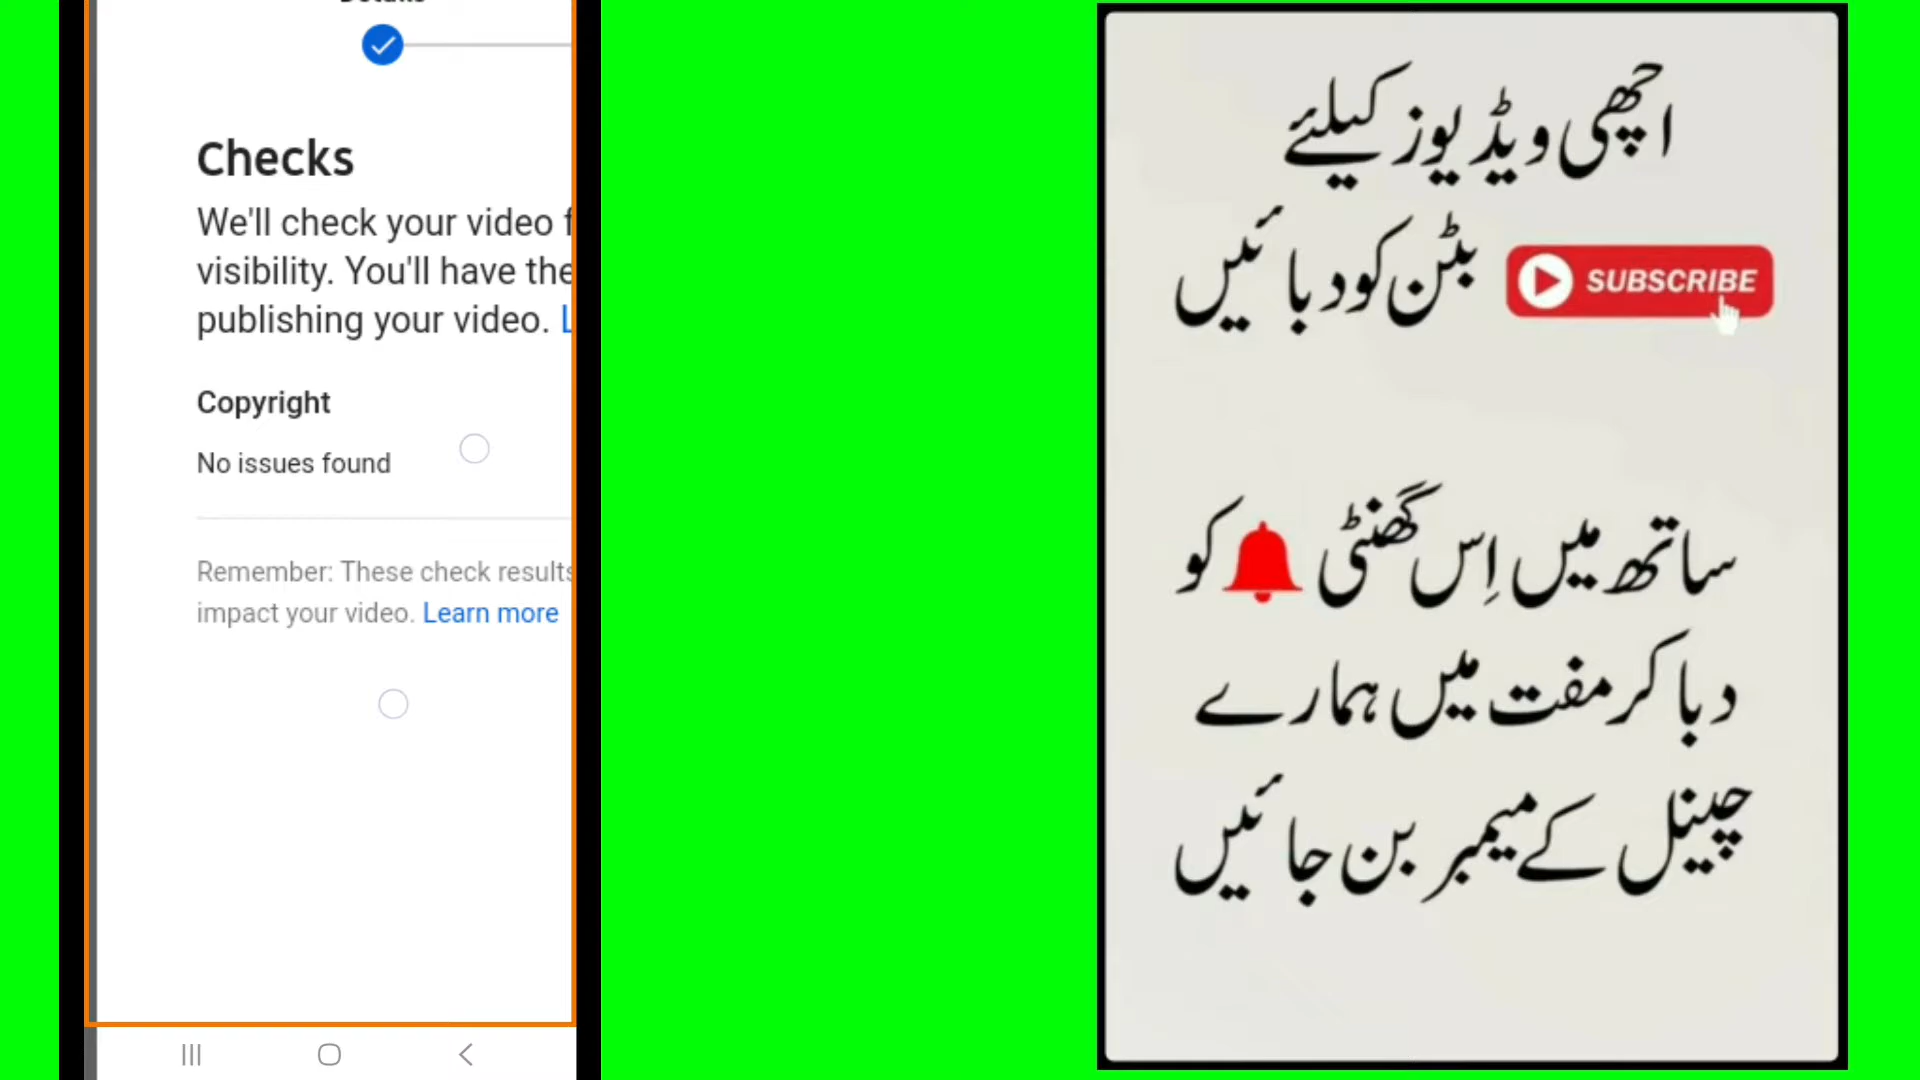 Details
Checks
We'll check your video
visibility. You'll have the
publishing your video.
Copyright
No issues found
Remember: These check results
impact your video. Learn more
اچھی ویڈیوز کیلئے
SUBSCRIBE بٹن کو دبائیں
ساتھ میں اِس گھنٹی کو
دبا کر مفت میں ہمارے
چینل کے میمبر بن جائیں